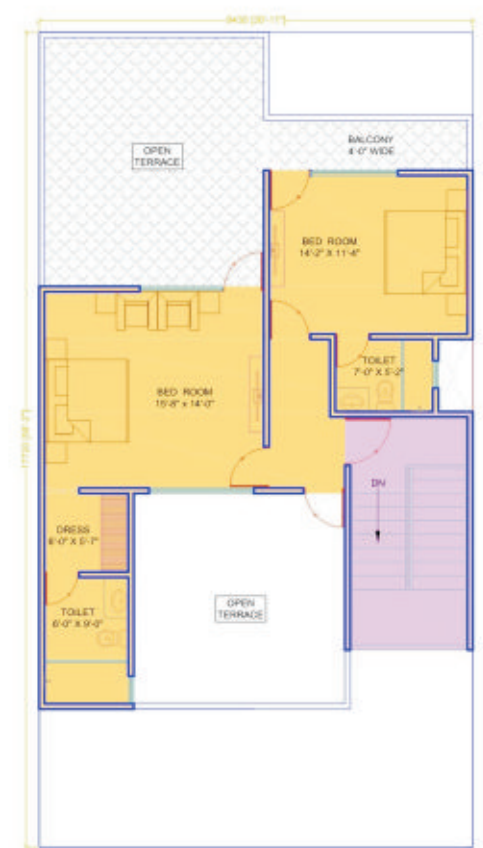 OPEN
TERRACE
BALCONY
4'-0" WIDE
BED ROOM
14'-2" X 11'-4"
TOILET
7'-0" X 5'-2"
BED ROOM
15'-8" x 14'-0"
DN
DRESS
6'-0" X 5'-7"
TOILET
6'-0" X 9'-0"
OPEN
TERRACE